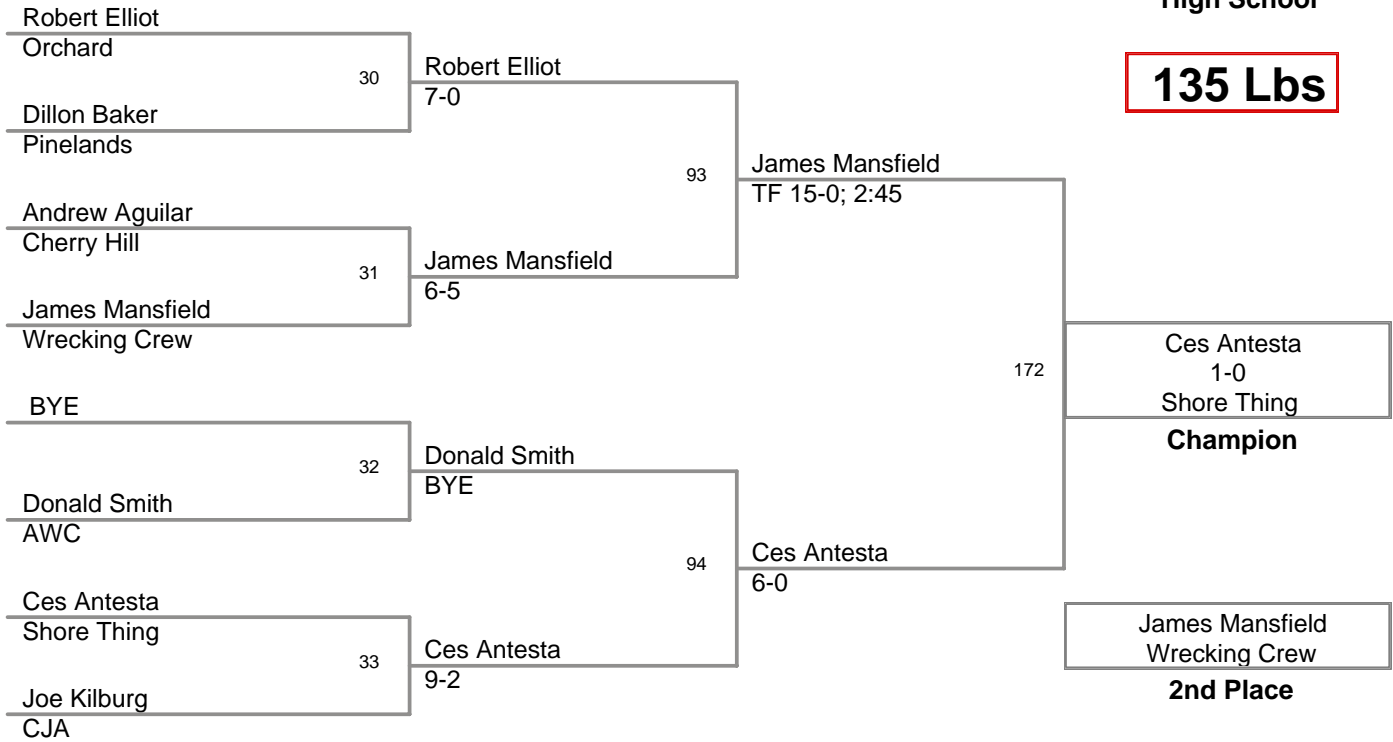 High School
135 Lbs
Robert Elliot
Orchard
30
Dillon Baker
Pinelands
Andrew Aguilar
Cherry Hill
31
James Mansfield
Wrecking Crew
BYE
32
Donald Smith
AWC
Ces Antesta
Shore Thing
33
Joe Kilburg
CJA
Robert Elliot
7-0
93
James Mansfield
6-5
Donald Smith
BYE
94
Ces Antesta
9-2
James Mansfield
TF 15-0; 2:45
172
Ces Antesta
6-0
Ces Antesta
1-0
Shore Thing
Champion
James Mansfield
Wrecking Crew
2nd Place